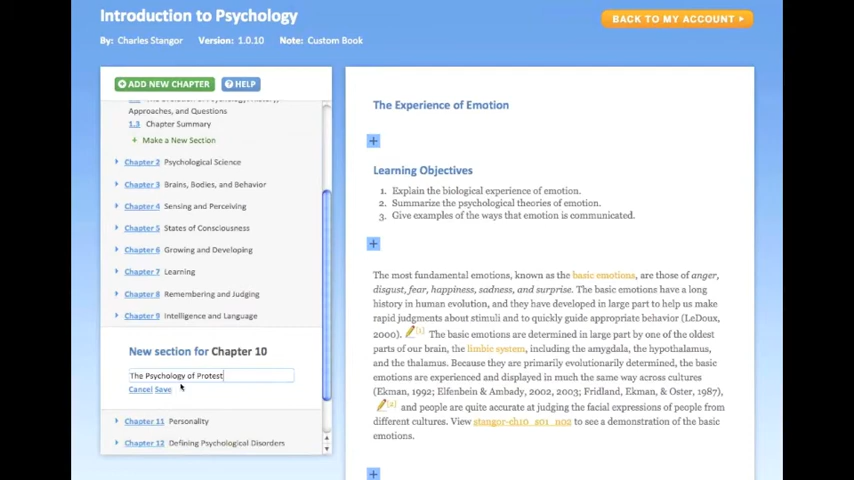 Introduction to Psychology
By: Charles Stangor Version: 1.0.10 Note: Custom Book
BACK TO MY ACCOUNT
ADD NEW CHAPTER ? HELP
Approaches, and Questions
1.3 Chapter Summary
+ Make a New Section
Chapter 2 Psychological Science
Chapter 3 Brains, Bodies, and Behavior
Chapter 4 Sensing and Perceiving
Chapter 5 States of Consciousness
Chapter 6 Growing and Developing
Chapter 7 Learning
Chapter 8 Remembering and Judging
Chapter 9 Intelligence and Language
New section for Chapter 10
The Psychology of Protest
Cancel Save
Chapter 11 Personality
Chapter 12 Defining Psychological Disorders
The Experience of Emotion
+
Learning Objectives
1. Explain the biological experience of emotion.
2. Summarize the psychological theories of emotion.
3. Give examples of the ways that emotion is communicated.
+
The most fundamental emotions, known as the basic emotions, are those of anger,
disgust, fear, happiness, sadness, and surprise. The basic emotions have a long
history in human evolution, and they have developed in large part to help us make
rapid judgments about stimuli and to quickly guide appropriate behavior (LeDoux,
2000). [1] The basic emotions are determined in large part by one of the oldest
parts of our brain, the limbic system, including the amygdala, the hypothalamus,
and the thalamus. Because they are primarily evolutionarily determined, the basic
emotions are experienced and displayed in much the same way across cultures
(Ekman, 1992; Elfenbein & Ambady, 2002, 2003; Fridland, Ekman, & Oster, 1987),
[2] and people are quite accurate at judging the facial expressions of people from
different cultures. View stangor-ch10_s01_n02 to see a demonstration of the basic
emotions.
+